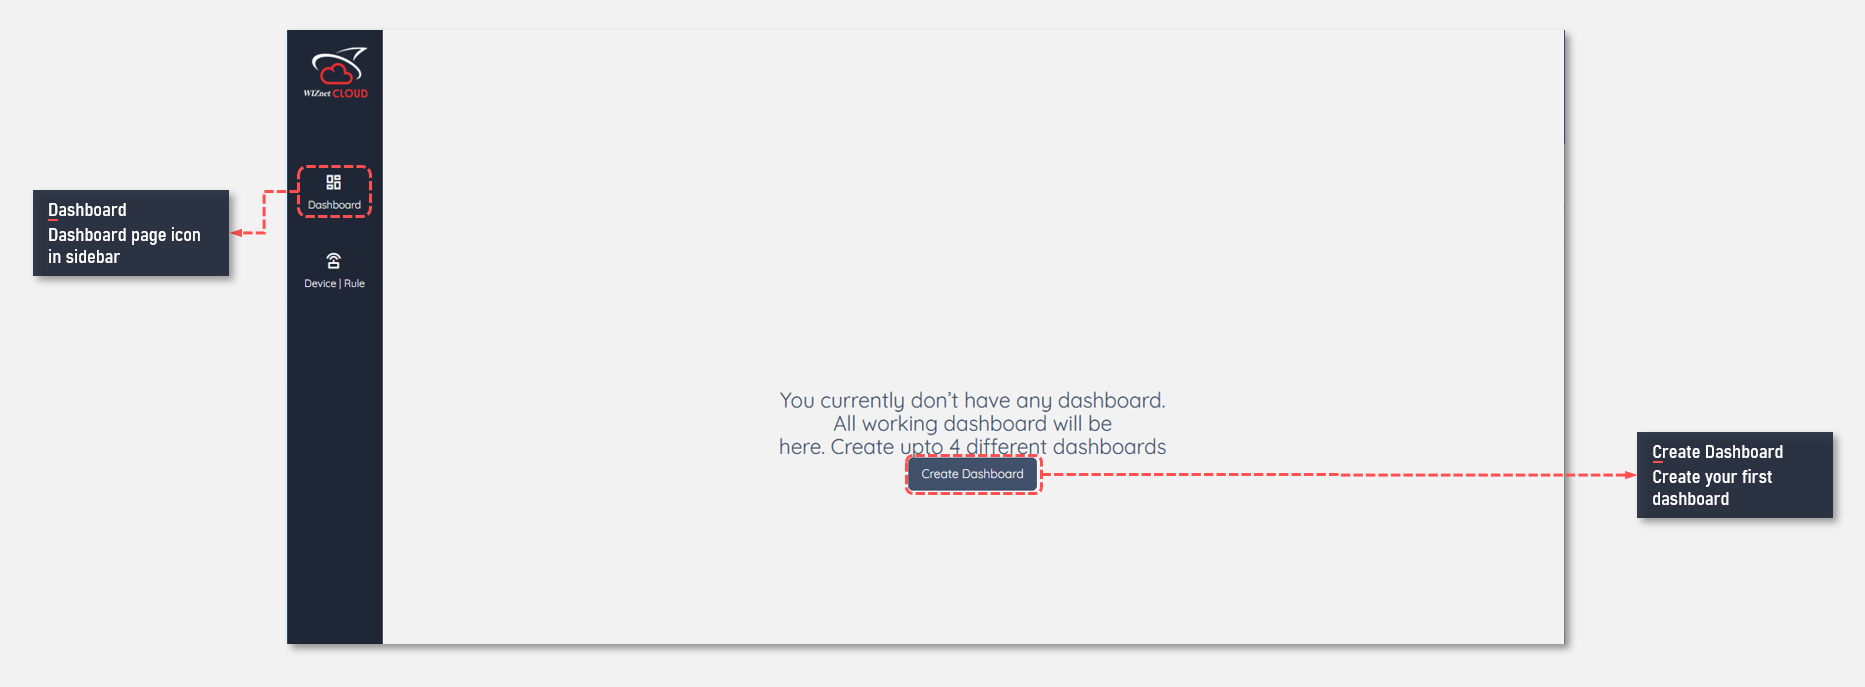 WIZnet CLOUD
Dashboard
Device | Rule
Dashboard
Dashboard page icon
in sidebar
You currently don't have any dashboard.
All working dashboard will be
here. Create upto 4 different dashboards
Create Dashboard
Create Dashboard
Create your first
dashboard